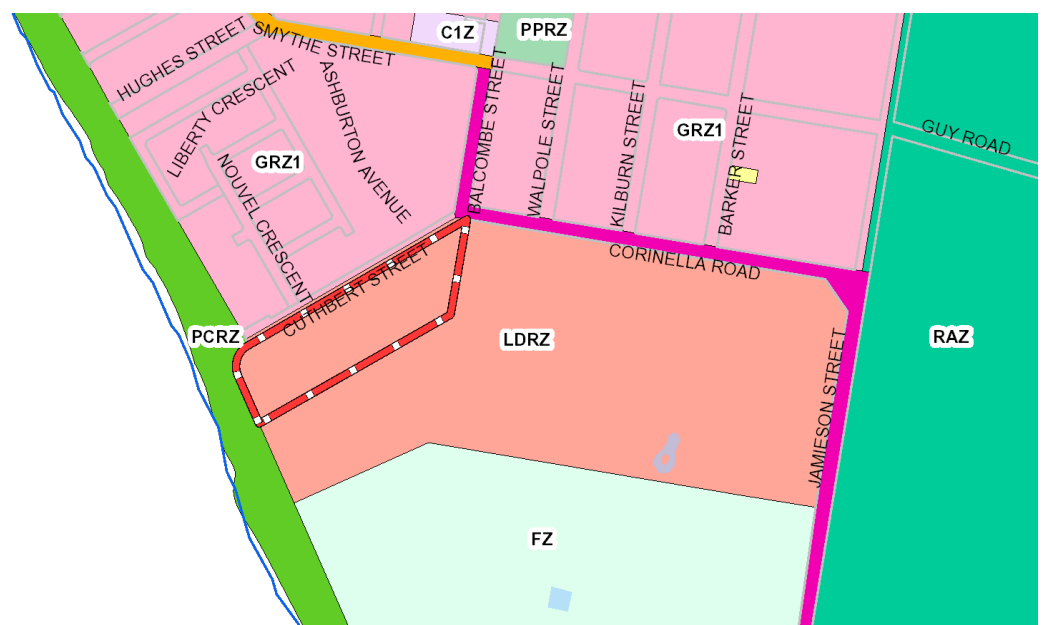 C1Z
PPRZ
HUGHES STREET
SMYTHE STREET
LIBERTY CRESCENT
ASHBURTON AVENUE
BALCOMBE STREET
WALPOLE STREET
KILBURN STREET
GRZ1
BARKER STREET
GUY ROAD
GRZ1
NOUVEL CRESCENT
CORINELLA ROAD
CUTHBERT STREET
PCRZ
LDRZ
RAZ
JAMIESON STREET
FZ